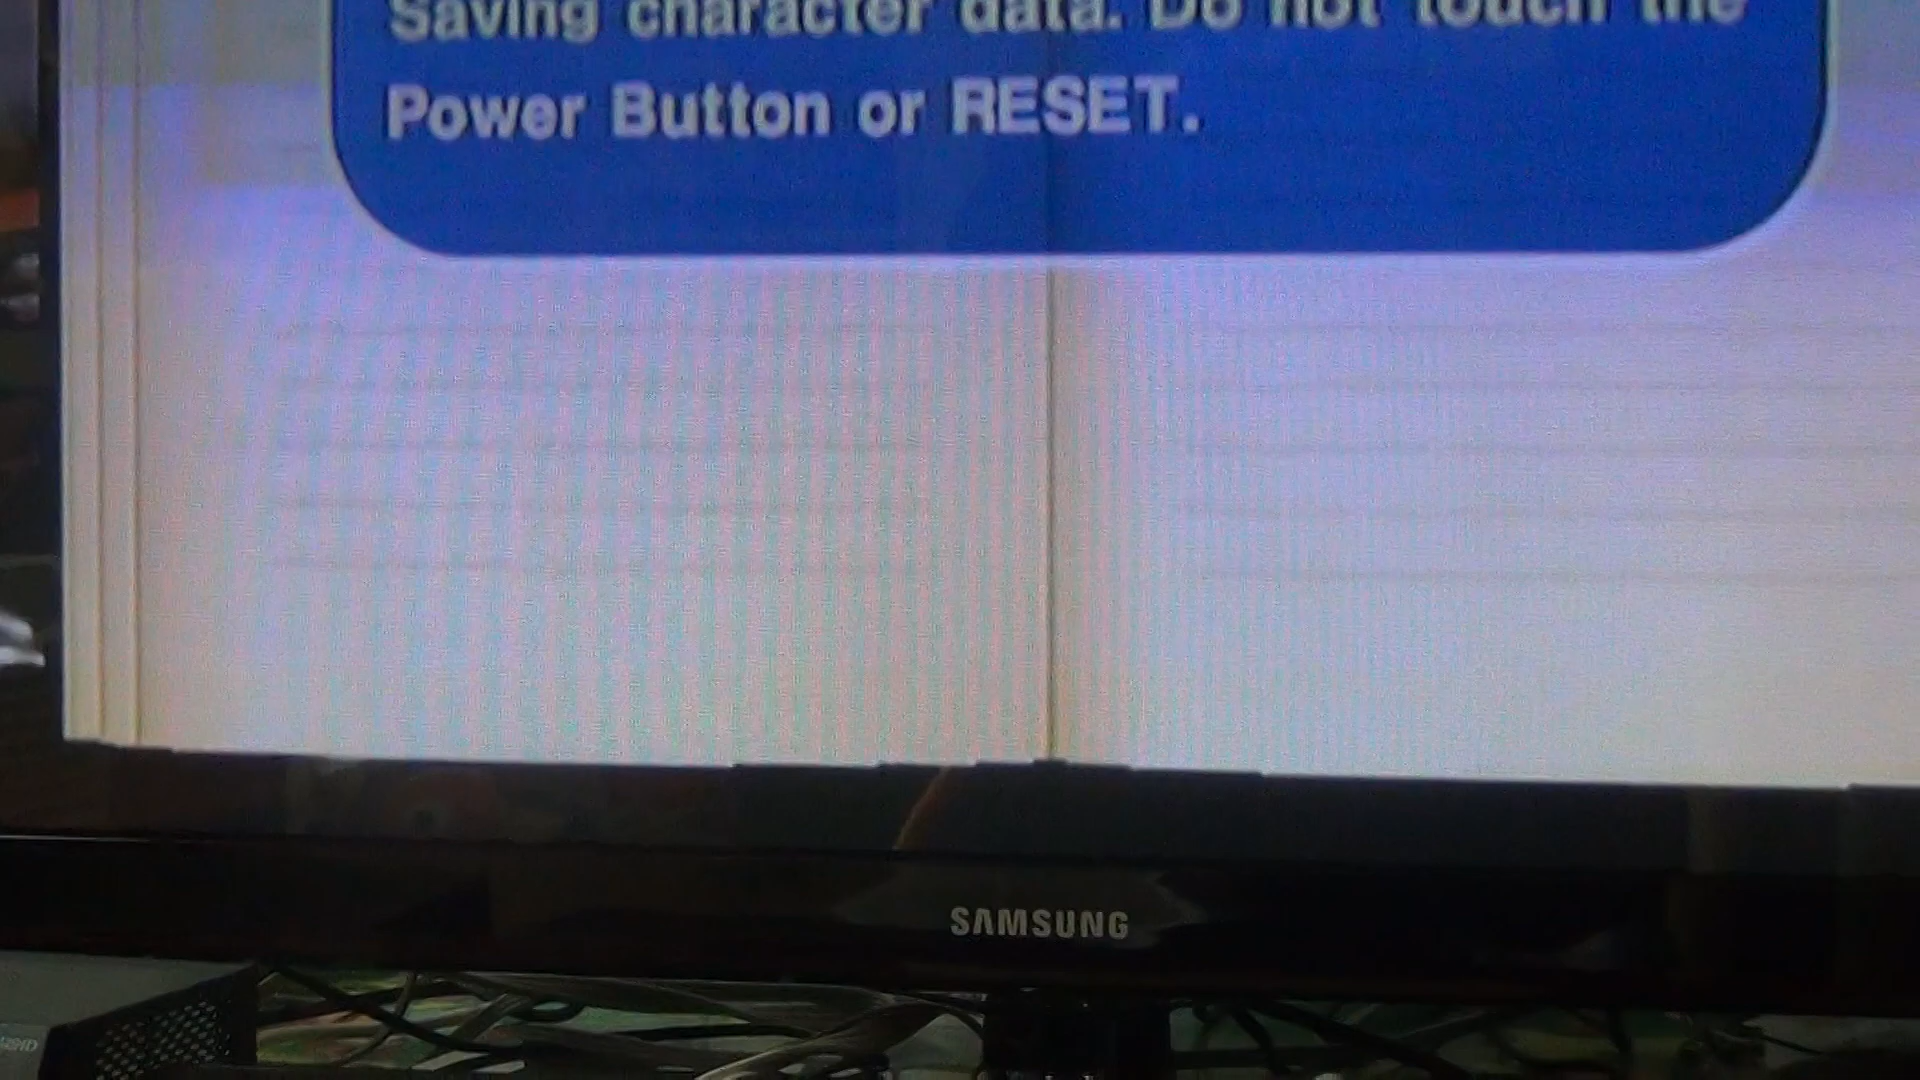 Saving character data. Do not touch the
Power Button or RESET.
SAMSUNG